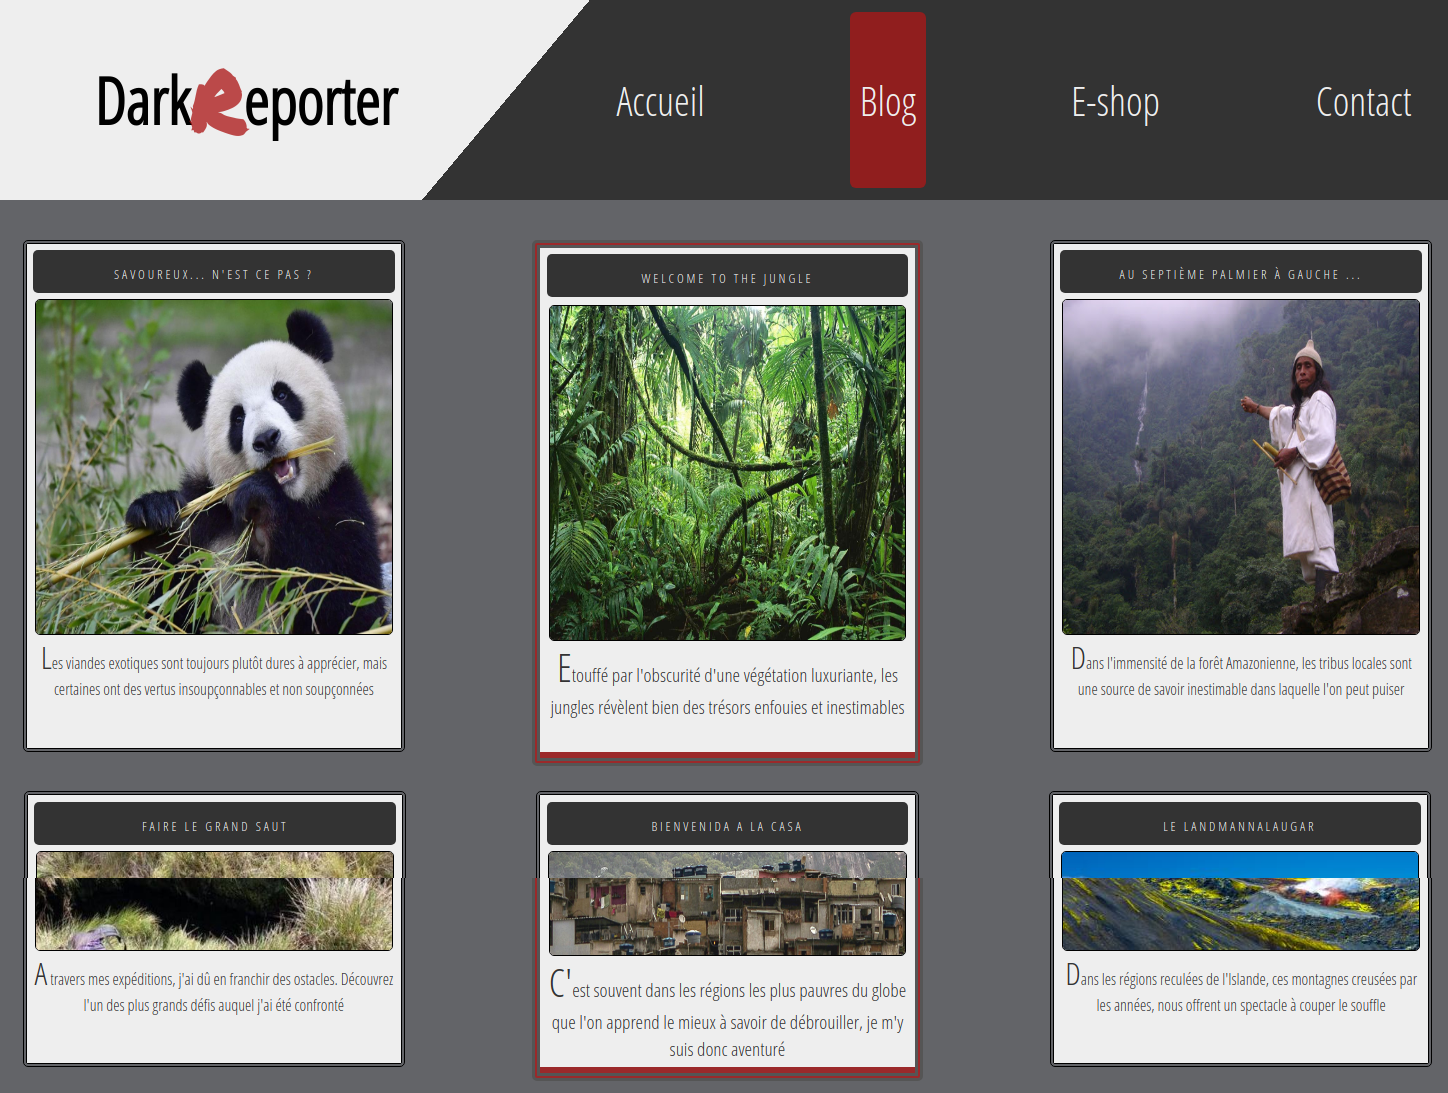 DarkReporter
Accueil
Blog
E-shop
Contact
SAVOUREUX... N'EST CE PAS ?
Les viandes exotiques sont toujours plutôt dures à apprécier, mais
certaines ont des vertus insoupçonnables et non soupçonnées
WELCOME TO THE JUNGLE
Etouffé par l'obscurité d'une végétation luxuriante, les
jungles révèlent bien des trésors enfouies et inestimables
AU SEPTIÈME PALMIER À GAUCHE ...
Dans l'immensité de la forêt Amazonienne, les tribus locales sont
une source de savoir inestimable dans laquelle l'on peut puiser
FAIRE LE GRAND SAUT
A travers mes expéditions, j'ai dû en franchir des ostacles. Découvrez
l'un des plus grands défis auquel j'ai été confronté
BIENVENIDA A LA CASA
C'est souvent dans les régions les plus pauvres du globe
que l'on apprend le mieux à savoir de débrouiller, je m'y
suis donc aventuré
LE LANDMANNALAUGAR
Dans les régions reculées de l'Islande, ces montagnes creusées par
les années, nous offrent un spectacle à couper le souffle